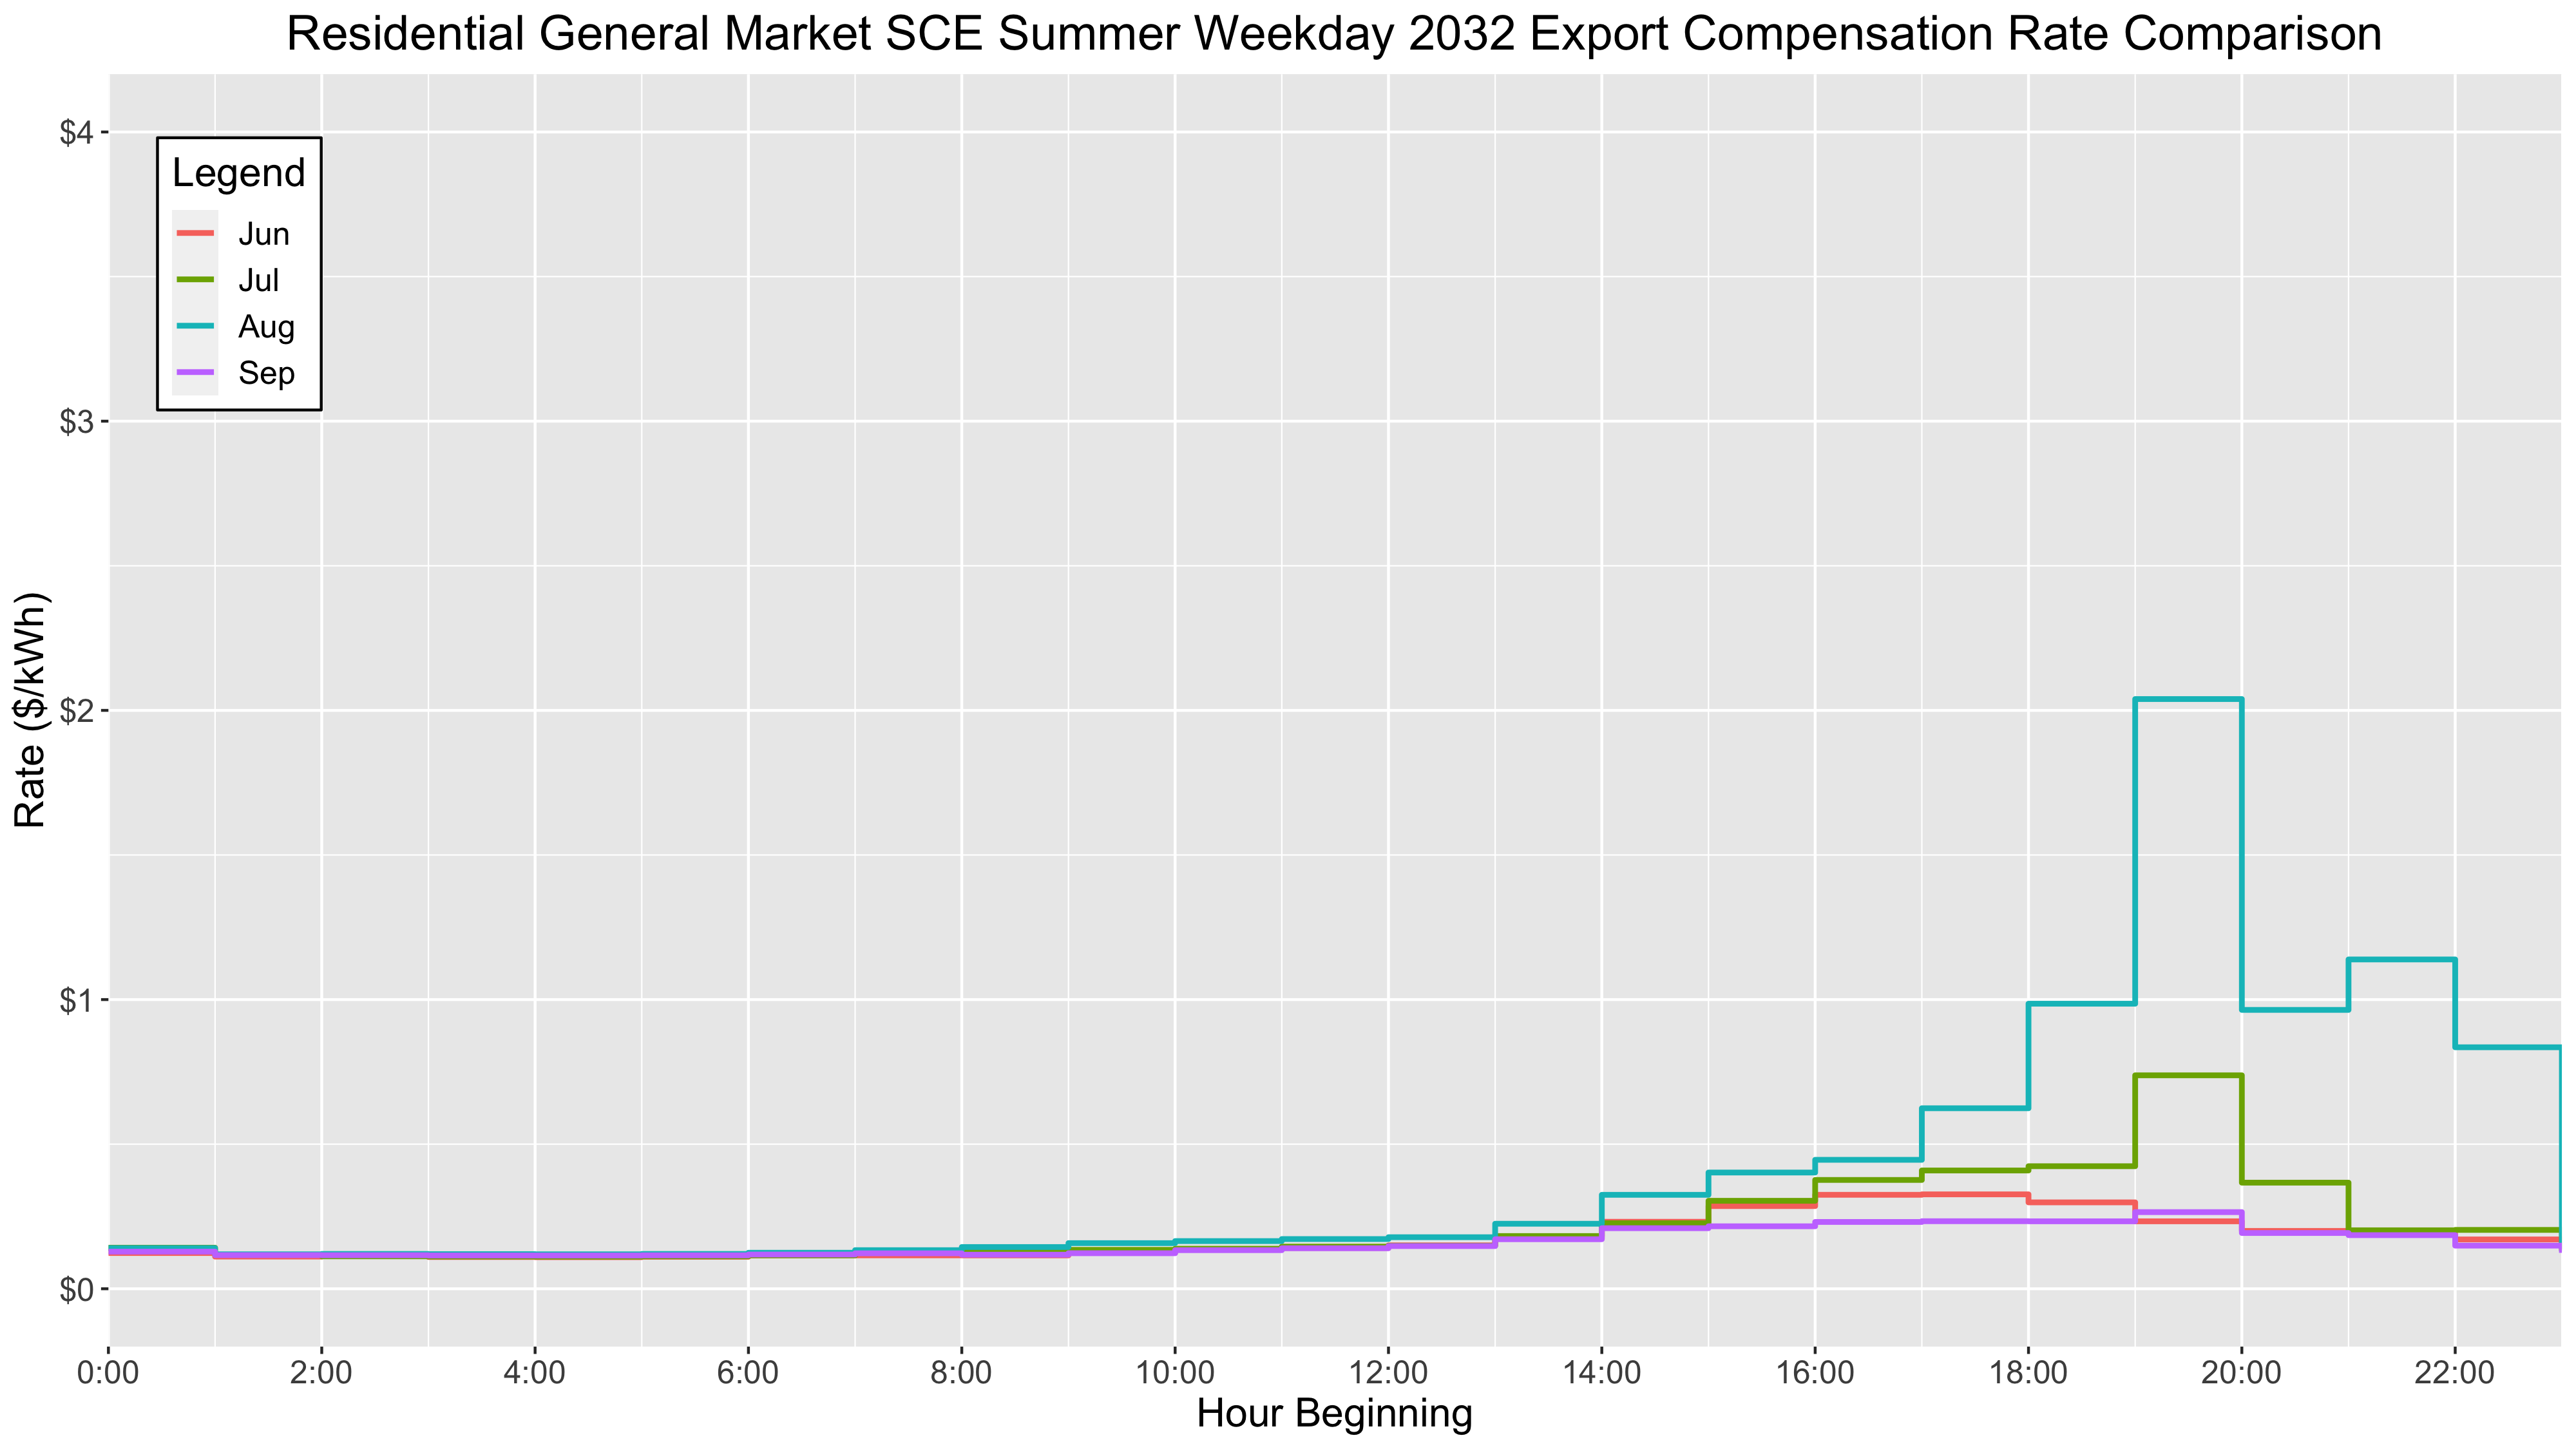 Residential General Market SCE Summer Weekday 2032 Export Compensation Rate Comparison
$4
Legend
Jun
Jul
Aug
Sep
$3
Rate ($/kWh)
$2
$1
$0
0:00 2:00 4:00 6:00 8:00 10:00 12:00 14:00 16:00 18:00 20:00 22:00
Hour Beginning